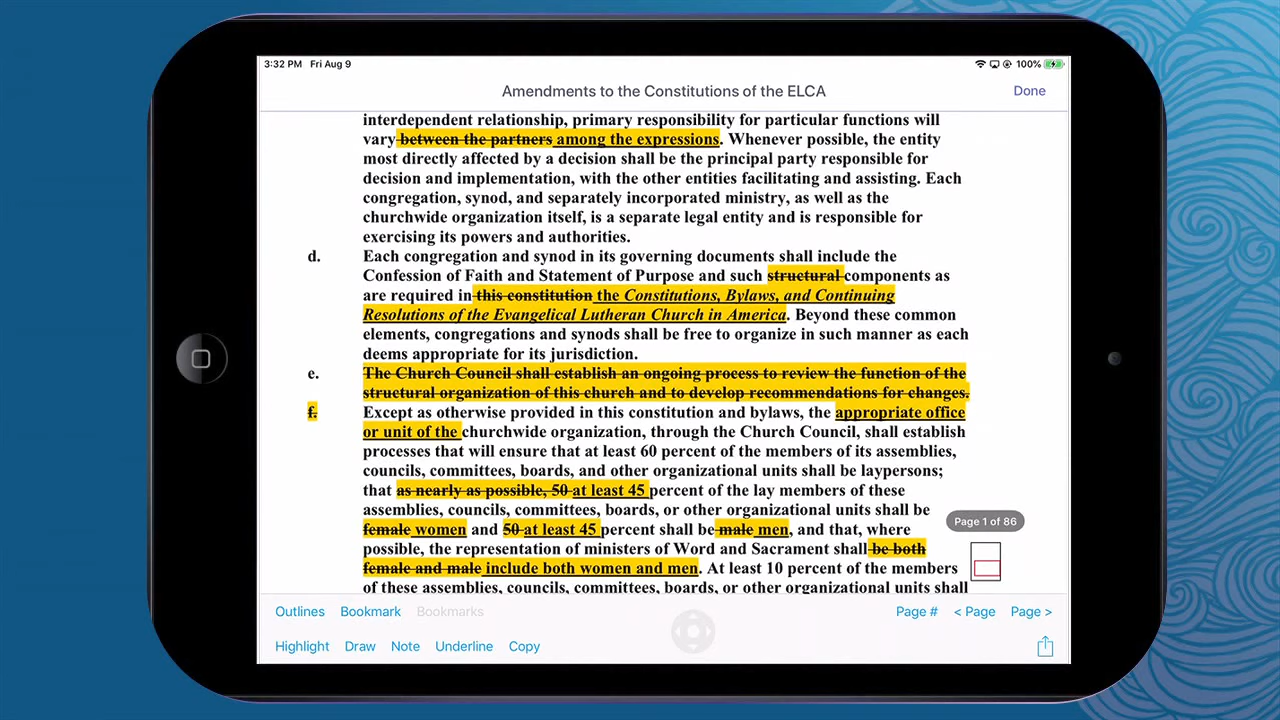 3:32 PM Fri Aug 9 100%
Amendments to the Constitutions of the ELCA Done
interdependent relationship, primary responsibility for particular functions will
vary between the partners among the expressions. Whenever possible, the entity
most directly affected by a decision shall be the principal party responsible for
decision and implementation, with the other entities facilitating and assisting. Each
congregation, synod, and separately incorporated ministry, as well as the
churchwide organization itself, is a separate legal entity and is responsible for
exercising its powers and authorities.
d. Each congregation and synod in its governing documents shall include the
Confession of Faith and Statement of Purpose and such structural components as
are required in this constitution the Constitutions, Bylaws, and Continuing
Resolutions of the Evangelical Lutheran Church in America. Beyond these common
elements, congregations and synods shall be free to organize in such manner as each
deems appropriate for its jurisdiction.
e. The Church Council shall establish an ongoing process to review the function of the
structural organization of this church and to develop recommendations for changes.
f. Except as otherwise provided in this constitution and bylaws, the appropriate office
or unit of the churchwide organization, through the Church Council, shall establish
processes that will ensure that at least 60 percent of the members of its assemblies,
councils, committees, boards, and other organizational units shall be laypersons;
that as nearly as possible, 50 at least 45 percent of the lay members of these
assemblies, councils, committees, boards, or other organizational units shall be
female women and 50 at least 45 percent shall be male men, and that, where
possible, the representation of ministers of Word and Sacrament shall be both
female and male include both women and men. At least 10 percent of the members
of these assemblies, councils, committees, boards, or other organizational units shall
Page 1 of 86
Outlines Bookmark Bookmarks Page # < Page Page >
Highlight Draw Note Underline Copy